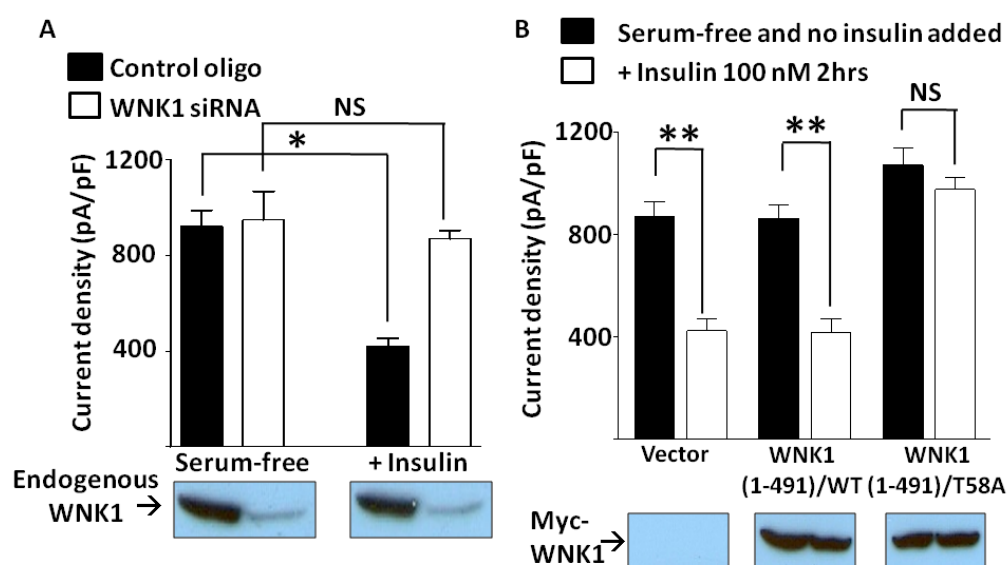 A
Control oligo
WNK1 siRNA
NS
*
Current density (pA/pF)
1200
800
400
Serum-free
+ Insulin
Endogenous
WNK1 →
B
Serum-free and no insulin added
+ Insulin 100 nM 2hrs
NS
** **
Current density (pA/pF)
1200
800
400
Vector
WNK1
(1-491)/WT
WNK1
(1-491)/T58A
Myc-
WNK1→